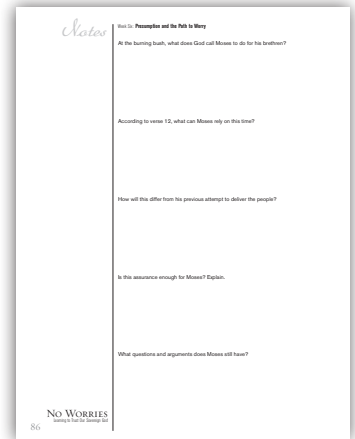 Notes
Week Six: Presumption and the Path to Worry
At the burning bush, what does God call Moses to do for his brethren?
According to verse 12, what can Moses rely on this time?
How will this differ from his previous attempt to deliver the people?
Is this assurance enough for Moses? Explain.
What questions and arguments does Moses still have?
No Worries
Learning to Trust Our Sovereign God
86